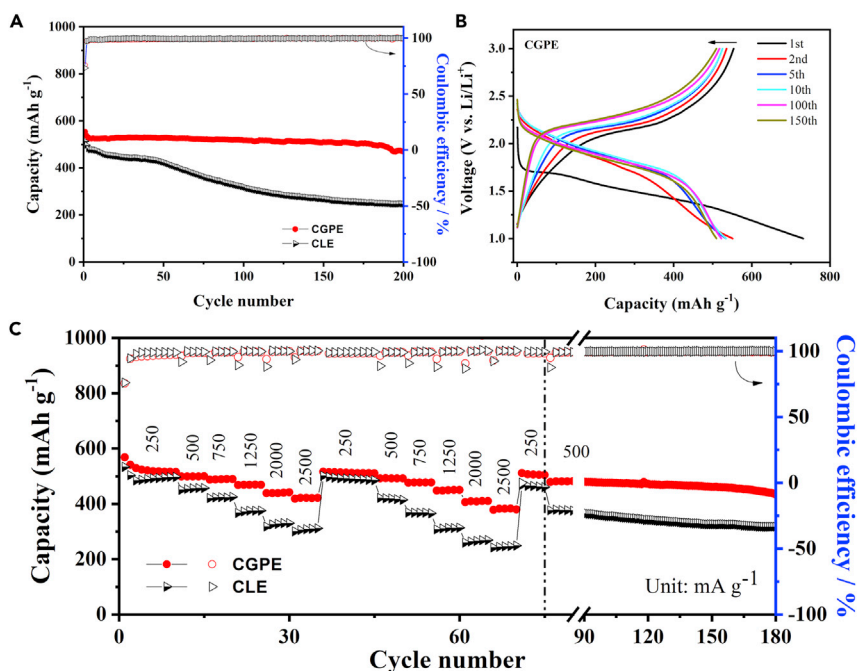 A
1000
800
600
400
200
0
Capacity (mAh g-1)
100
50
0
-50
-100
Coulombic efficiency / %
CGPE
CLE
0
50
100
150
200
Cycle number
B
CGPE
1st
2nd
5th
10th
100th
150th
3.0
2.5
2.0
1.5
1.0
Voltage (V vs. Li/Li+)
0
200
400
600
800
Capacity (mAh g-1)
C
1000
800
600
400
200
0
Capacity (mAh g-1)
250
500
750
1250
2000
2500
250
500
750
1250
2000
2500
250
500
CGPE
CLE
Unit: mA g-1
100
50
0
-50
-100
Coulombic efficiency / %
0
30
60
90
120
150
180
Cycle number